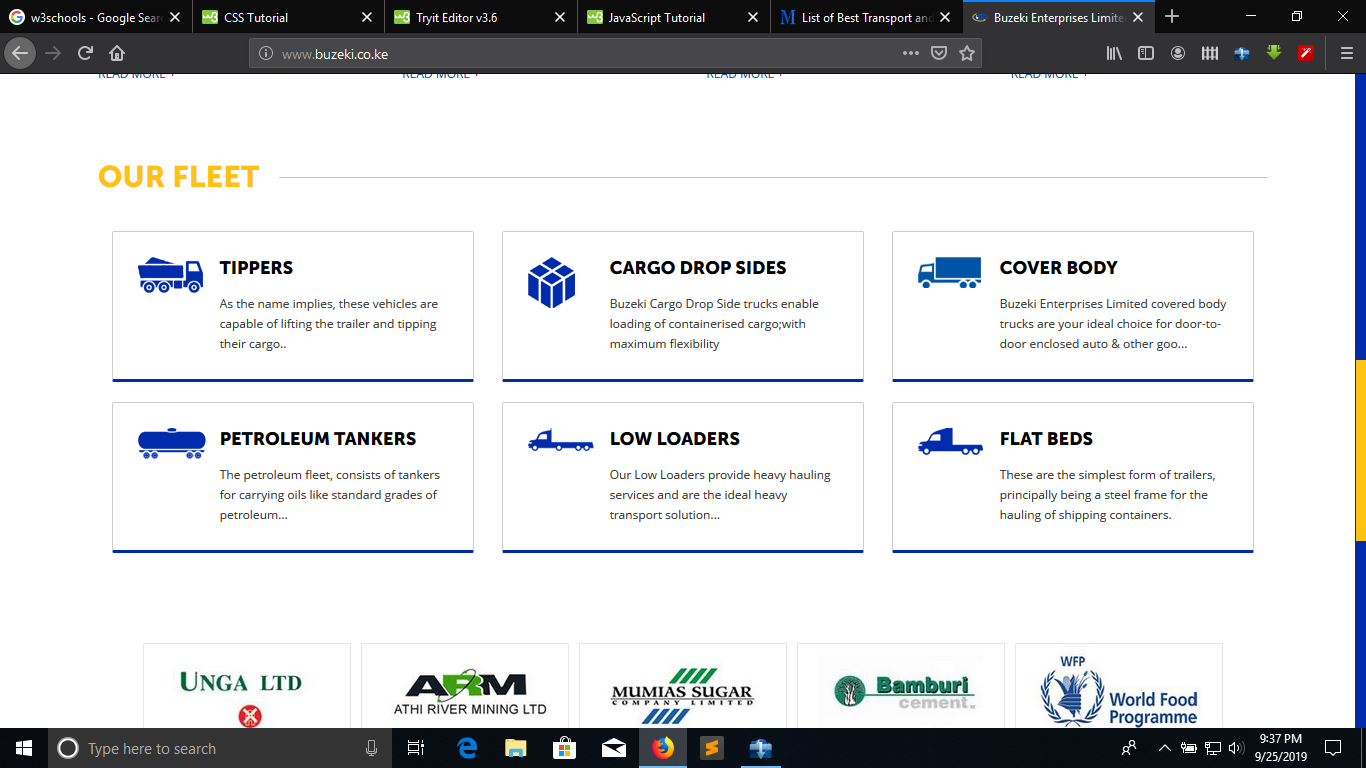 w3schools - Google Sear
CSS Tutorial
Tryit Editor v3.6
JavaScript Tutorial
List of Best Transport and
Buzeki Enterprises Limite
www.buzeki.co.ke
READ MORE READ MORE READ MORE READ MORE
OUR FLEET
TIPPERS
As the name implies, these vehicles are
capable of lifting the trailer and tipping
their cargo..
CARGO DROP SIDES
Buzeki Cargo Drop Side trucks enable
loading of containerised cargo;with
maximum flexibility
COVER BODY
Buzeki Enterprises Limited covered body
trucks are your ideal choice for door-to-
door enclosed auto & other goo...
PETROLEUM TANKERS
The petroleum fleet, consists of tankers
for carrying oils like standard grades of
petroleum...
LOW LOADERS
Our Low Loaders provide heavy hauling
services and are the ideal heavy
transport solution...
FLAT BEDS
These are the simplest form of trailers,
principally being a steel frame for the
hauling of shipping containers.
UNGA LTD
ARM
ATHI RIVER MINING LTD
MUMIAS SUGAR
COMPANY LIMITED
Bamburi
cement.
WFP
World Food
Programme
Type here to search
9:37 PM
9/25/2019